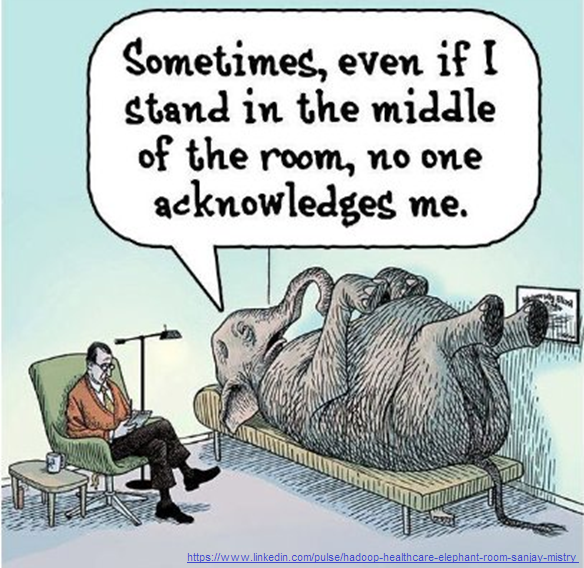 Sometimes, even if I
stand in the middle
of the room, no one
acknowledges me.
https://www.linkedin.com/pulse/hadoop-healthcare-elephant-room-sanjay-mistry